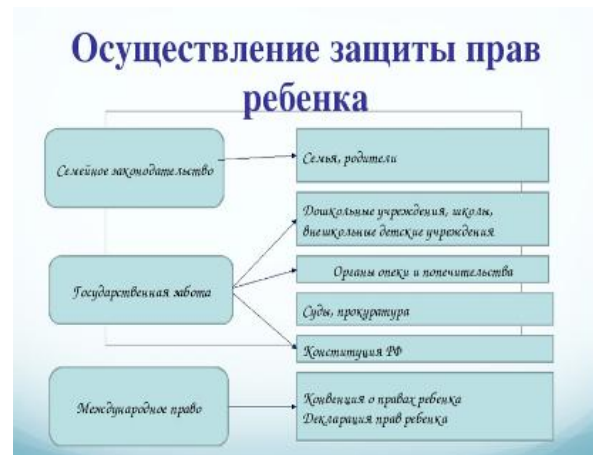 Осуществление защиты прав
ребенка
Семейное законодательство
Семья, родители
Дошкольные учреждения, школы,
внешкольные детские учреждения
Государственная забота
Органы опеки и попечительства
Суды, прокуратура
Конституция РФ
Международное право
Конвенция о правах ребенка
Декларация прав ребенка